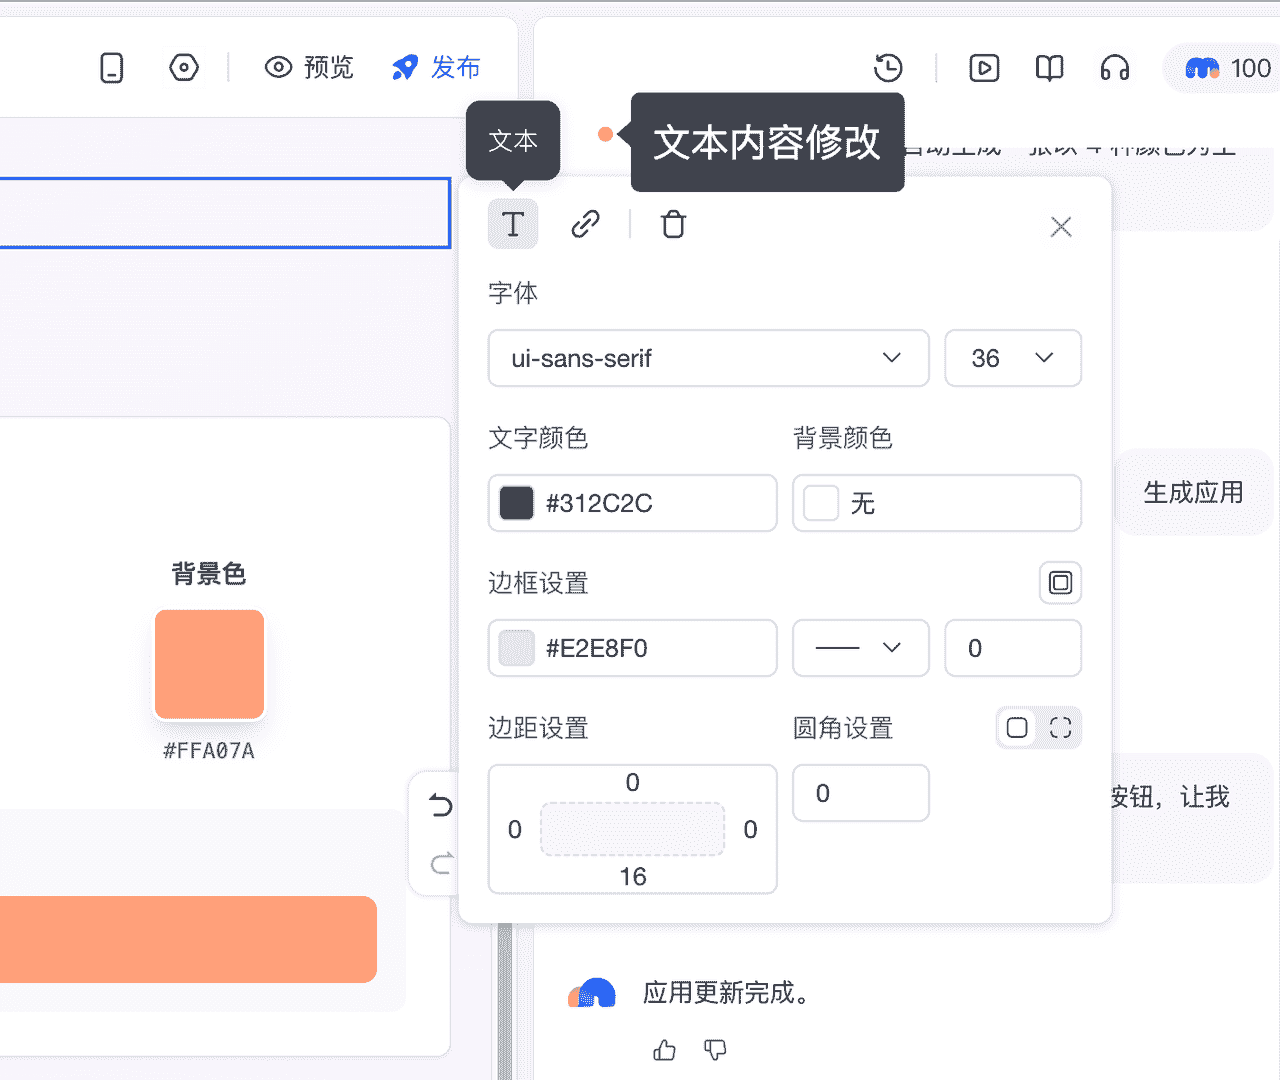 预览
发布
100
文本
文本内容修改
字体
ui-sans-serif
36
文字颜色
背景颜色
#312C2C
无
生成应用
边框设置
背景色
#E2E8F0
0
边距设置
圆角设置
#FFA07A
0
0
0
0
16
按钮，让我
应用更新完成。